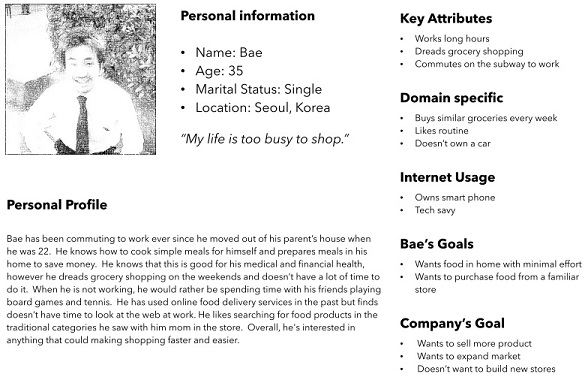 Personal information
• Name: Bae
• Age: 35
• Marital Status: Single
• Location: Seoul, Korea
“My life is too busy to shop.”
Personal Profile
Bae has been commuting to work ever since he moved out of his parent’s house when
he was 22.  He knows how to cook simple meals for himself and prepares meals in his
home to save money.  He knows that this is good for his medical and financial health,
however he dreads grocery shopping on the weekends and doesn’t have a lot of time to
do it.  When he is not working, he would rather be spending time with his friends playing
board games and tennis.  He has used online food delivery services in the past but finds
doesn’t have time to look at the web at work. He likes searching for food products in the
traditional categories he saw with him mom in the store.  Overall, he’s interested in
anything that could making shopping faster and easier.
Key Attributes
• Works long hours
• Dreads grocery shopping
• Commutes on the subway to work
Domain specific
• Buys similar groceries every week
• Likes routine
• Doesn’t own a car
Internet Usage
• Owns smart phone
• Tech savy
Bae’s Goals
• Wants food in home with minimal effort
• Wants to purchase food from a familiar
store
Company’s Goal
• Wants to sell more product
• Wants to expand market
• Doesn’t want to build new stores